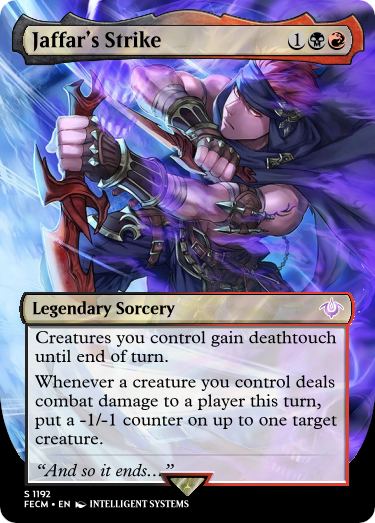 Jaffar's Strike 1
Legendary Sorcery
Creatures you control gain deathtouch
until end of turn.
Whenever a creature you control deals
combat damage to a player this turn,
put a -1/-1 counter on up to one target
creature.
“And so it ends…”
S 1192
FECM • EN INTELLIGENT SYSTEMS